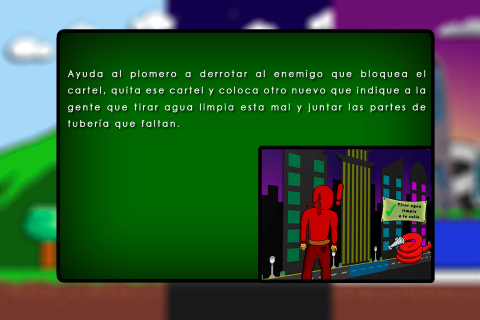 Ayuda al plomero a derrotar al enemigo que bloquea el
cartel, quita ese cartel y coloca otro nuevo que indique a la
gente que tirar agua limpia esta mal y juntar las partes de
tubería que faltan.
Tirar agua
limpia
a la calle